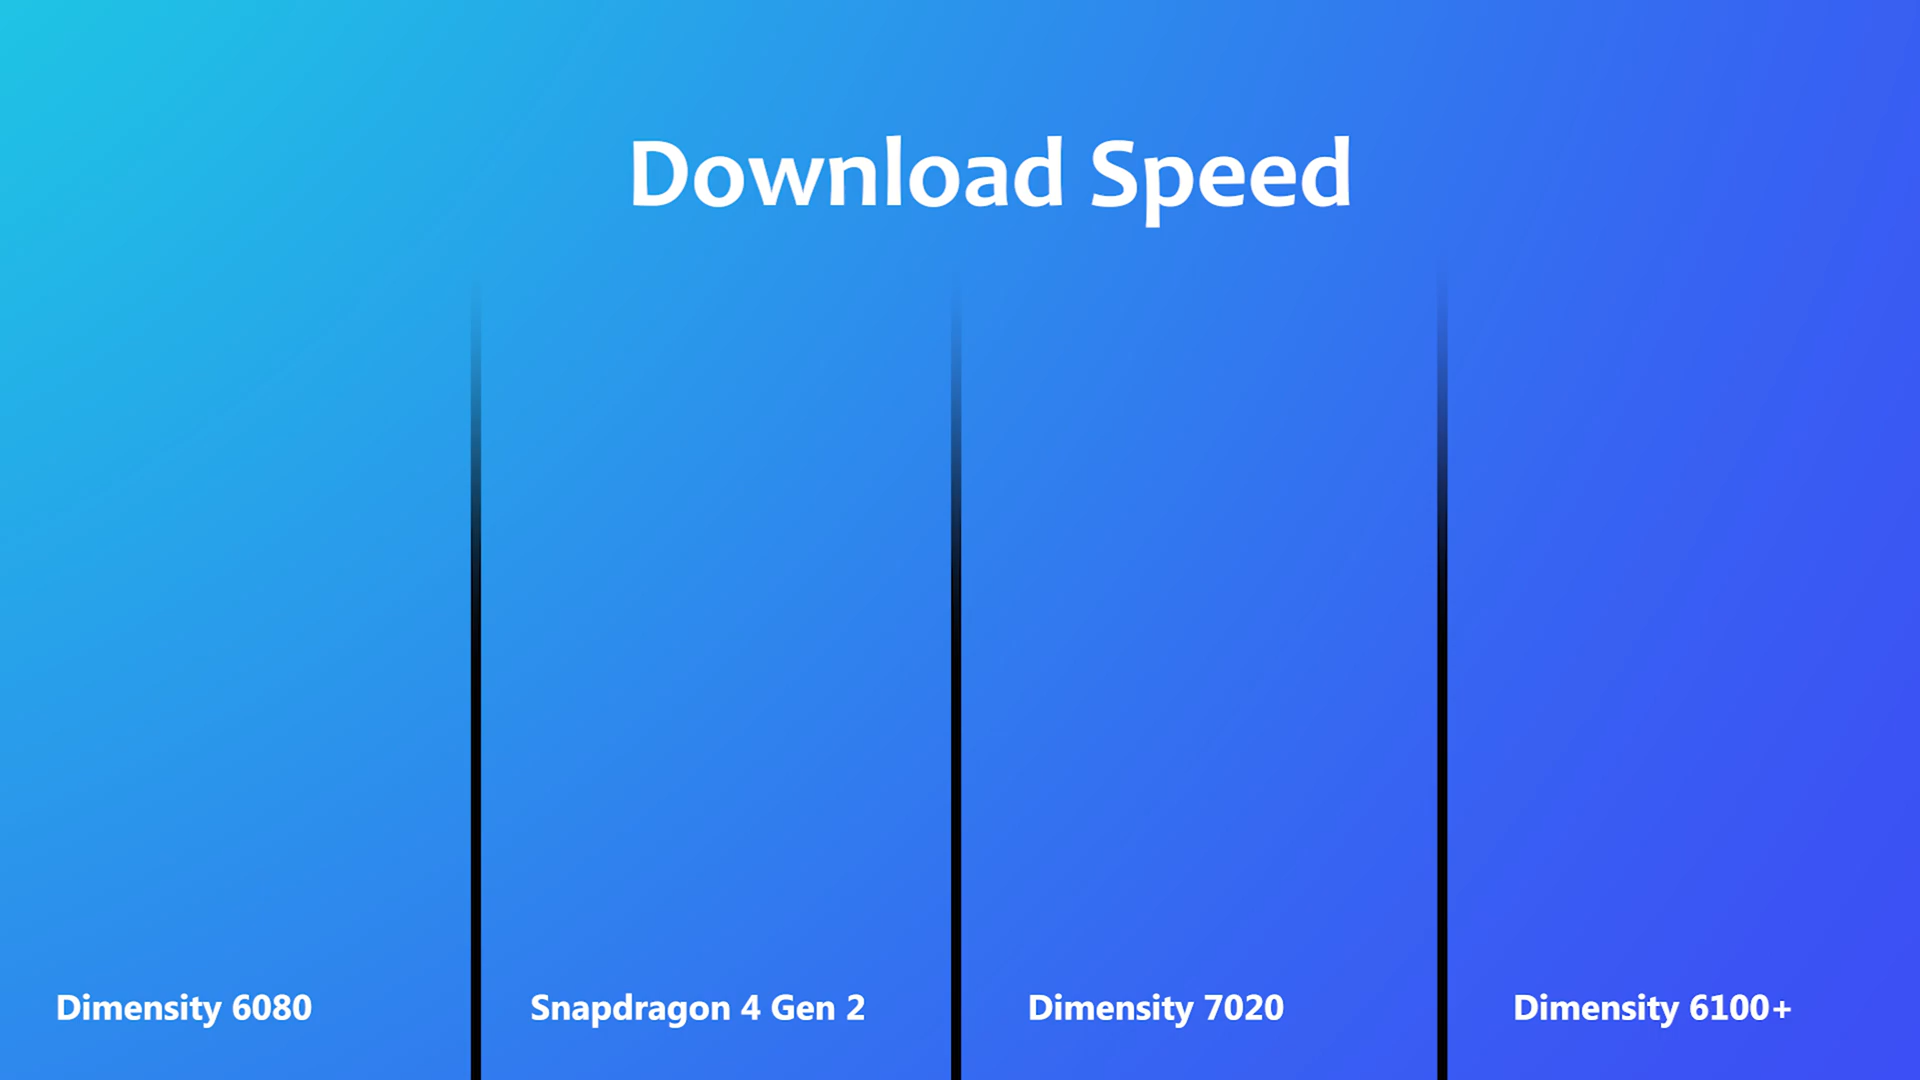 Download Speed
Dimensity 6080
Snapdragon 4 Gen 2
Dimensity 7020
Dimensity 6100+